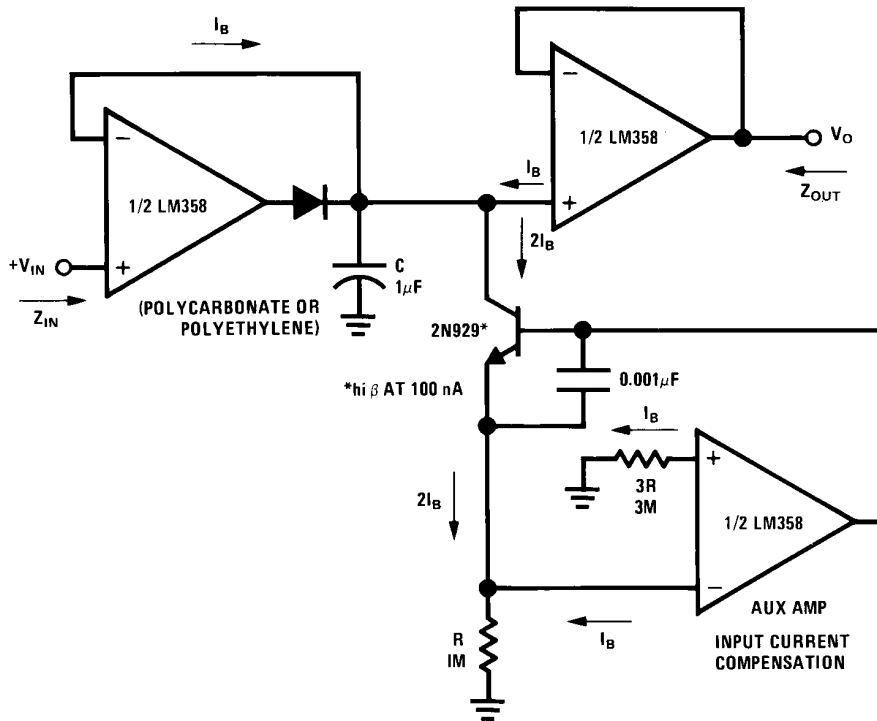 I_B
−
1/2 LM358
+V_IN
+
Z_IN
C
1μF
(POLYCARBONATE OR
POLYETHYLENE)
−
1/2 LM358
+
I_B
V_O
Z_OUT
2I_B
2N929*
*hi β AT 100 nA
0.001μF
I_B
3R
3M
+
1/2 LM358
−
2I_B
AUX AMP
INPUT CURRENT
COMPENSATION
I_B
R
IM